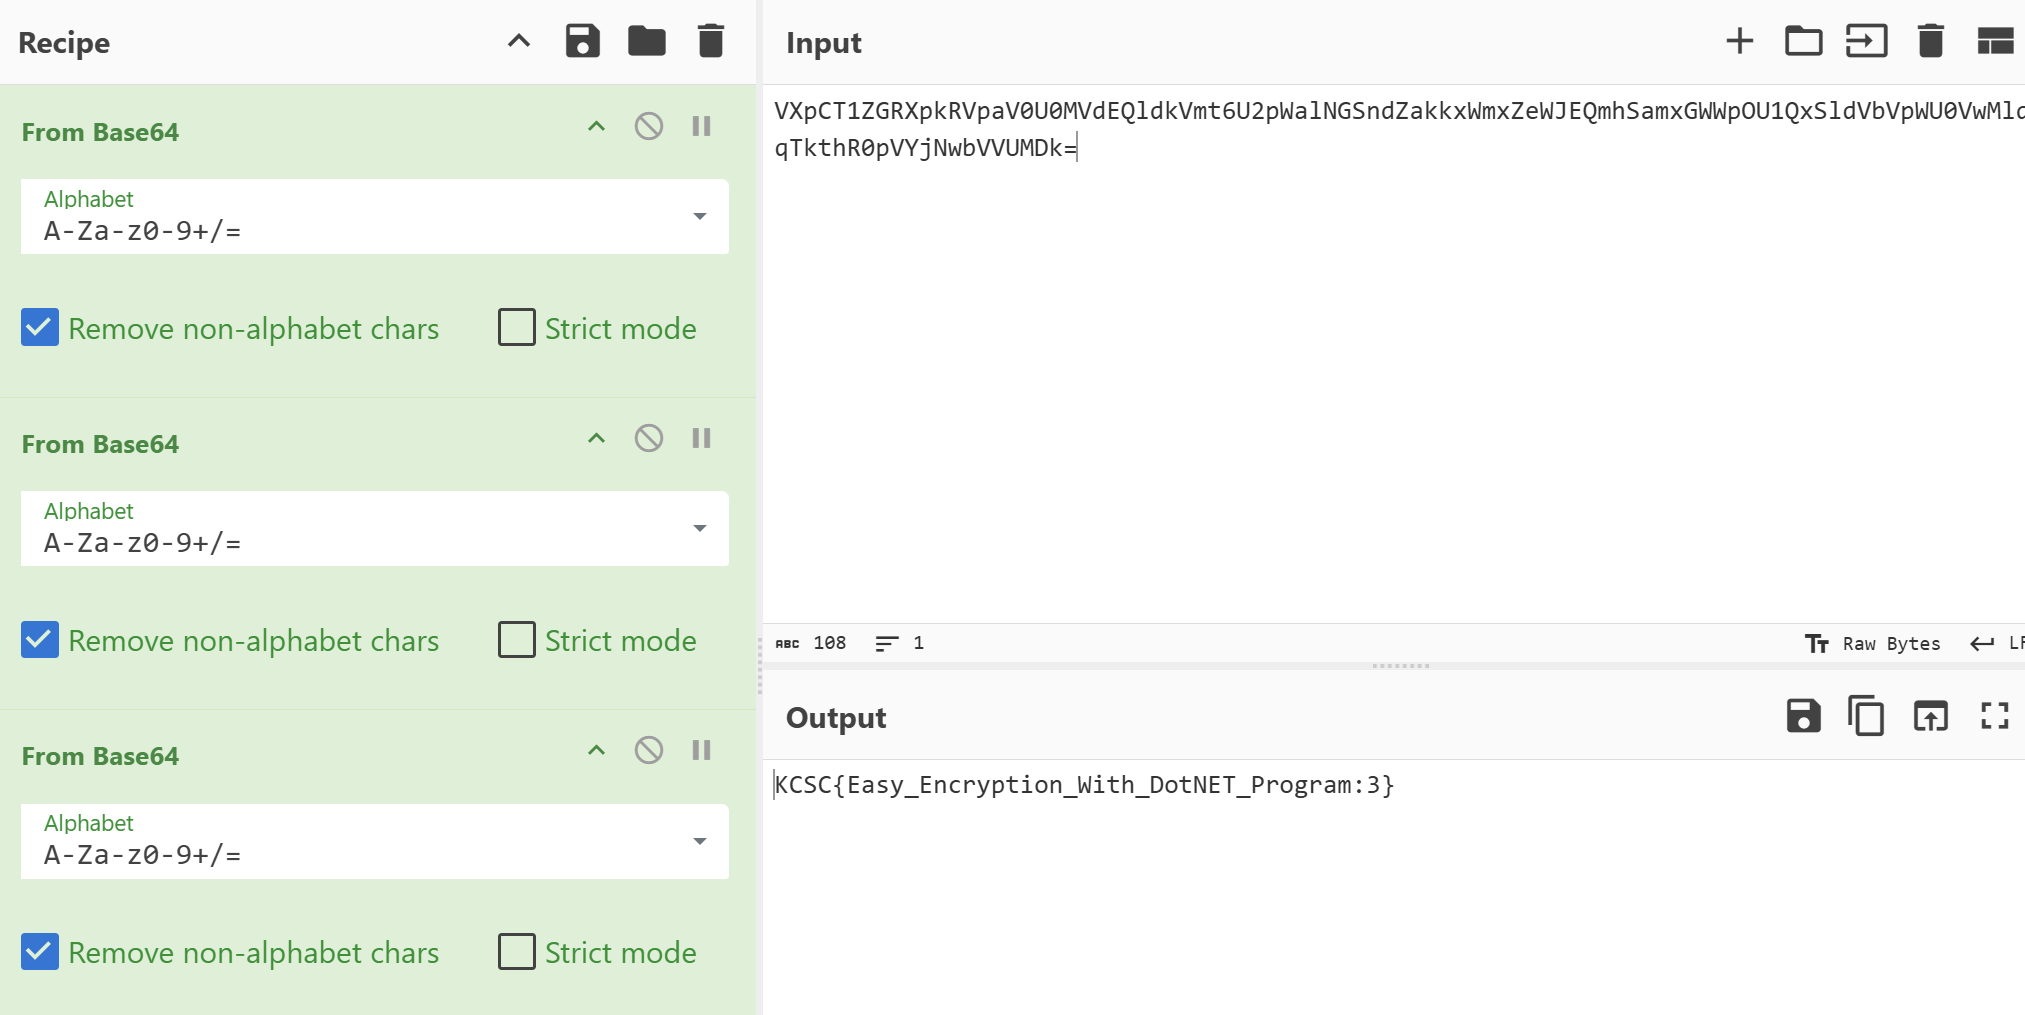 Recipe
From Base64
Alphabet
A-Za-z0-9+/=
Remove non-alphabet chars
Strict mode
From Base64
Alphabet
A-Za-z0-9+/=
Remove non-alphabet chars
Strict mode
From Base64
Alphabet
A-Za-z0-9+/=
Remove non-alphabet chars
Strict mode
Input
VXpCT1ZGRXpkRVpaV0U0MVdEQldkVmt6U2pWalNGSndZakkxWmxZeWJEQmhSamxGWWpOU1QxSldVbVpWU0VwMld
qTkthR0pVYjNwbVVUMDk=
ABC 108
1
Raw Bytes
LF
Output
KCSC{Easy_Encryption_With_DotNET_Program:3}